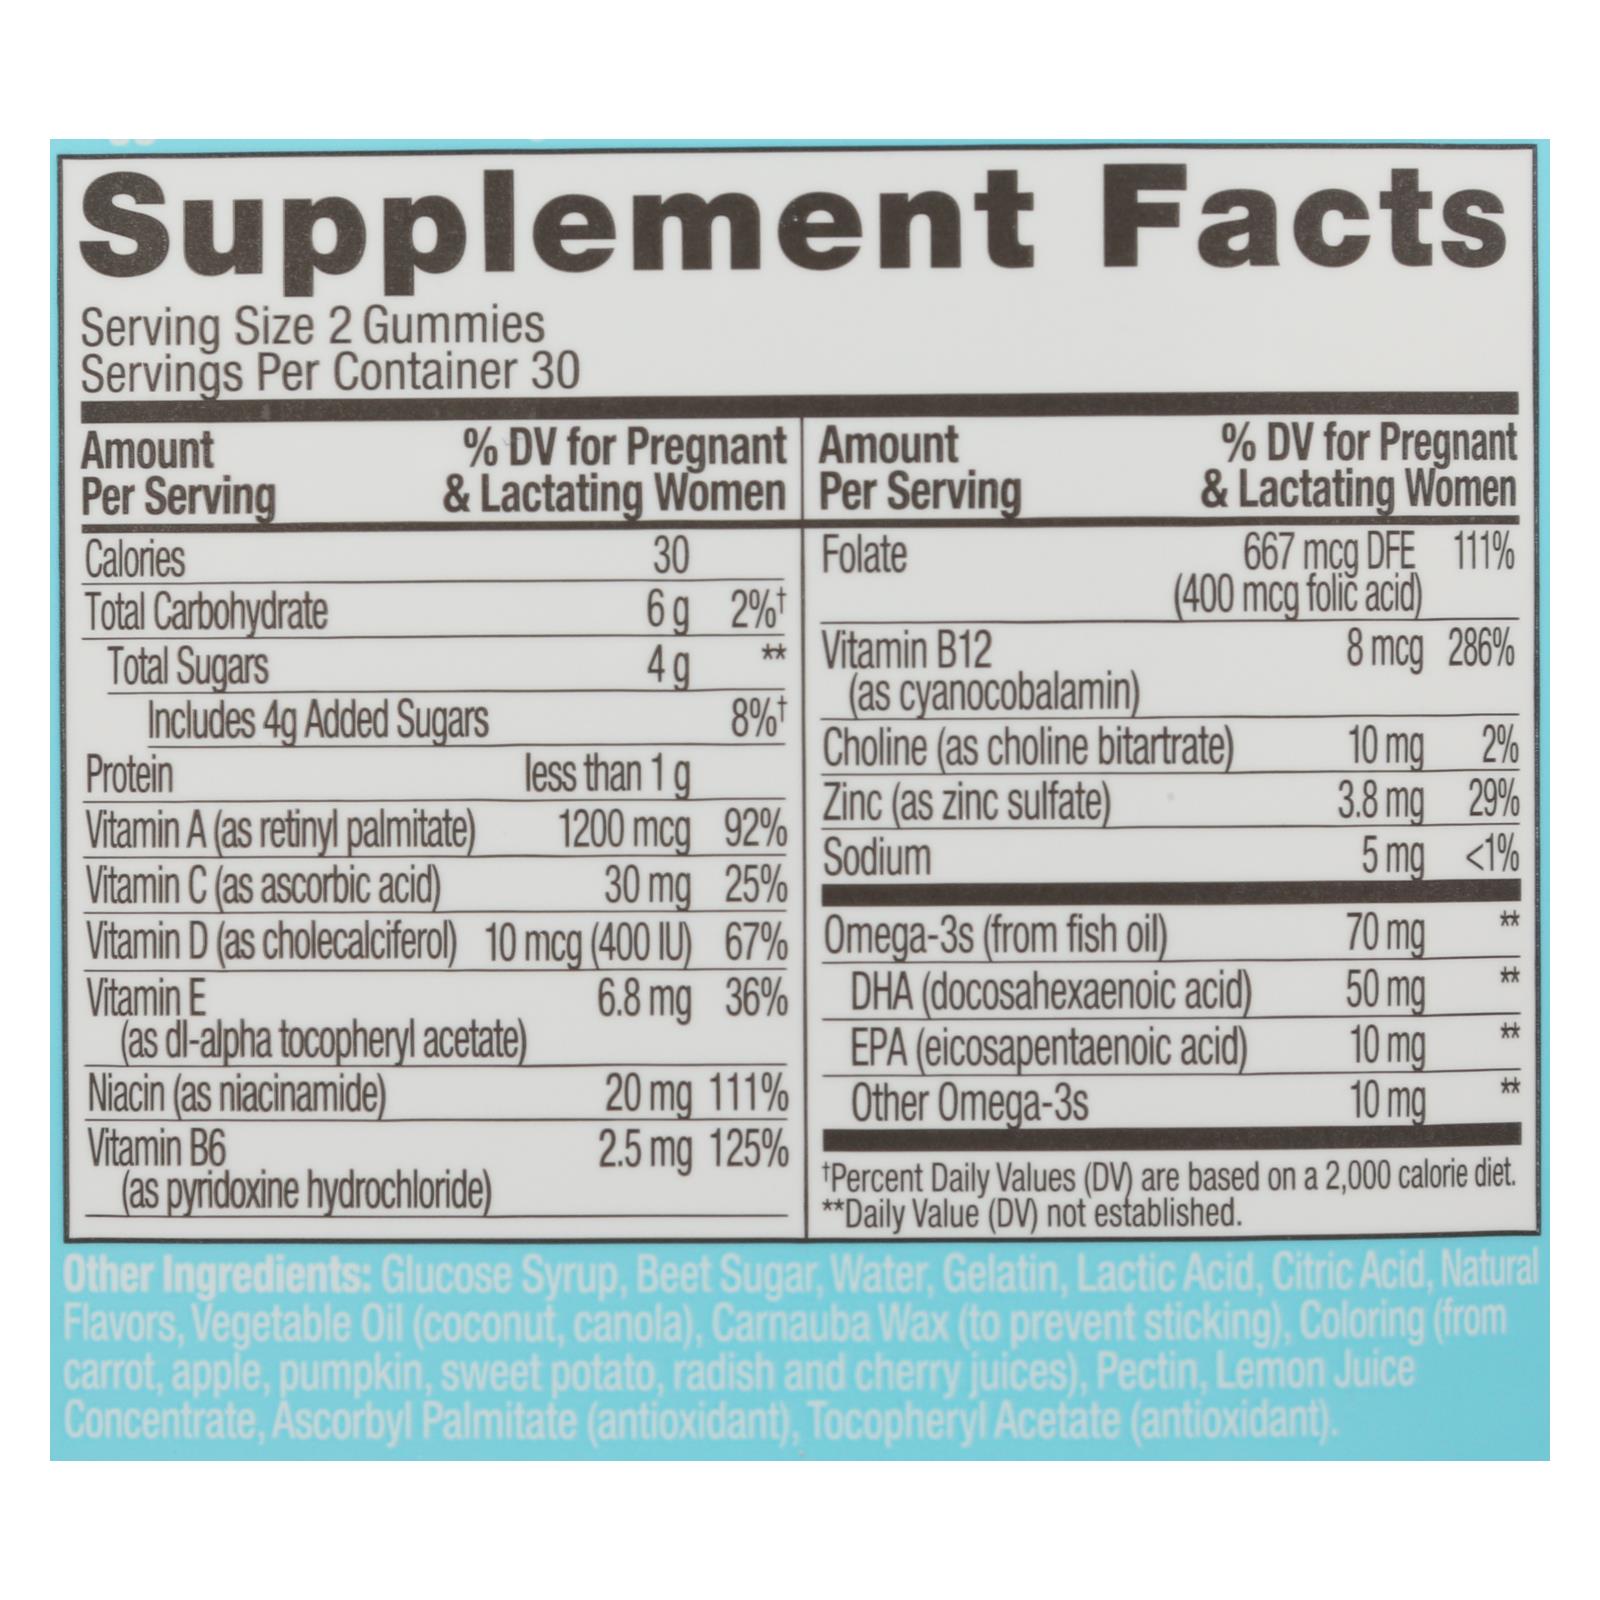 Supplement Facts
Serving Size 2 Gummies
Servings Per Container 30
Amount % DV for Pregnant
Per Serving & Lactating Women
Calories 30
Total Carbohydrate 6 g 2%†
Total Sugars 4 g **
Includes 4g Added Sugars 8%†
Protein less than 1 g
Vitamin A (as retinyl palmitate) 1200 mcg 92%
Vitamin C (as ascorbic acid) 30 mg 25%
Vitamin D (as cholecalciferol) 10 mcg (400 IU) 67%
Vitamin E 6.8 mg 36%
(as dl-alpha tocopheryl acetate)
Niacin (as niacinamide) 20 mg 111%
Vitamin B6 2.5 mg 125%
(as pyridoxine hydrochloride)
Amount % DV for Pregnant
Per Serving & Lactating Women
Folate 667 mcg DFE 111%
(400 mcg folic acid)
Vitamin B12 8 mcg 286%
(as cyanocobalamin)
Choline (as choline bitartrate) 10 mg 2%
Zinc (as zinc sulfate) 3.8 mg 29%
Sodium 5 mg <1%
Omega-3s (from fish oil) 70 mg **
DHA (docosahexaenoic acid) 50 mg **
EPA (eicosapentaenoic acid) 10 mg **
Other Omega-3s 10 mg **
†Percent Daily Values (DV) are based on a 2,000 calorie diet.
**Daily Value (DV) not established.
Other Ingredients: Glucose Syrup, Beet Sugar, Water, Gelatin, Lactic Acid, Citric Acid, Natural
Flavors, Vegetable Oil (coconut, canola), Carnauba Wax (to prevent sticking), Coloring (from
carrot, apple, pumpkin, sweet potato, radish and cherry juices), Pectin, Lemon Juice
Concentrate, Ascorbyl Palmitate (antioxidant), Tocopheryl Acetate (antioxidant).